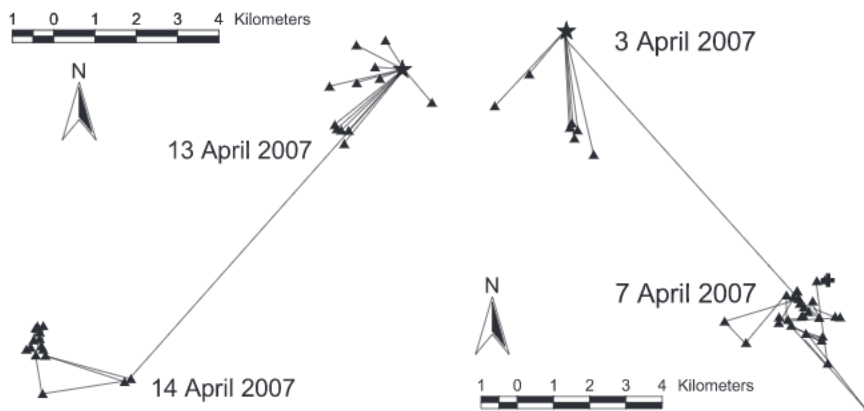 1 0 1 2 3 4 Kilometers
N
13 April 2007
14 April 2007
3 April 2007
7 April 2007
N
1 0 1 2 3 4 Kilometers